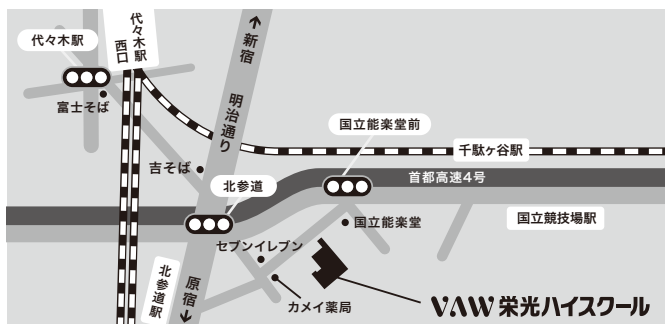 代々木駅
代々木駅
西口
↑
新宿
富士そば
明治通り
国立能楽堂前
千駄ヶ谷駅
吉そば
北参道
首都高速4号
国立能楽堂
国立競技場駅
セブンイレブン
北参道駅
原宿
↓
カメイ薬局
VAW 栄光ハイスクール